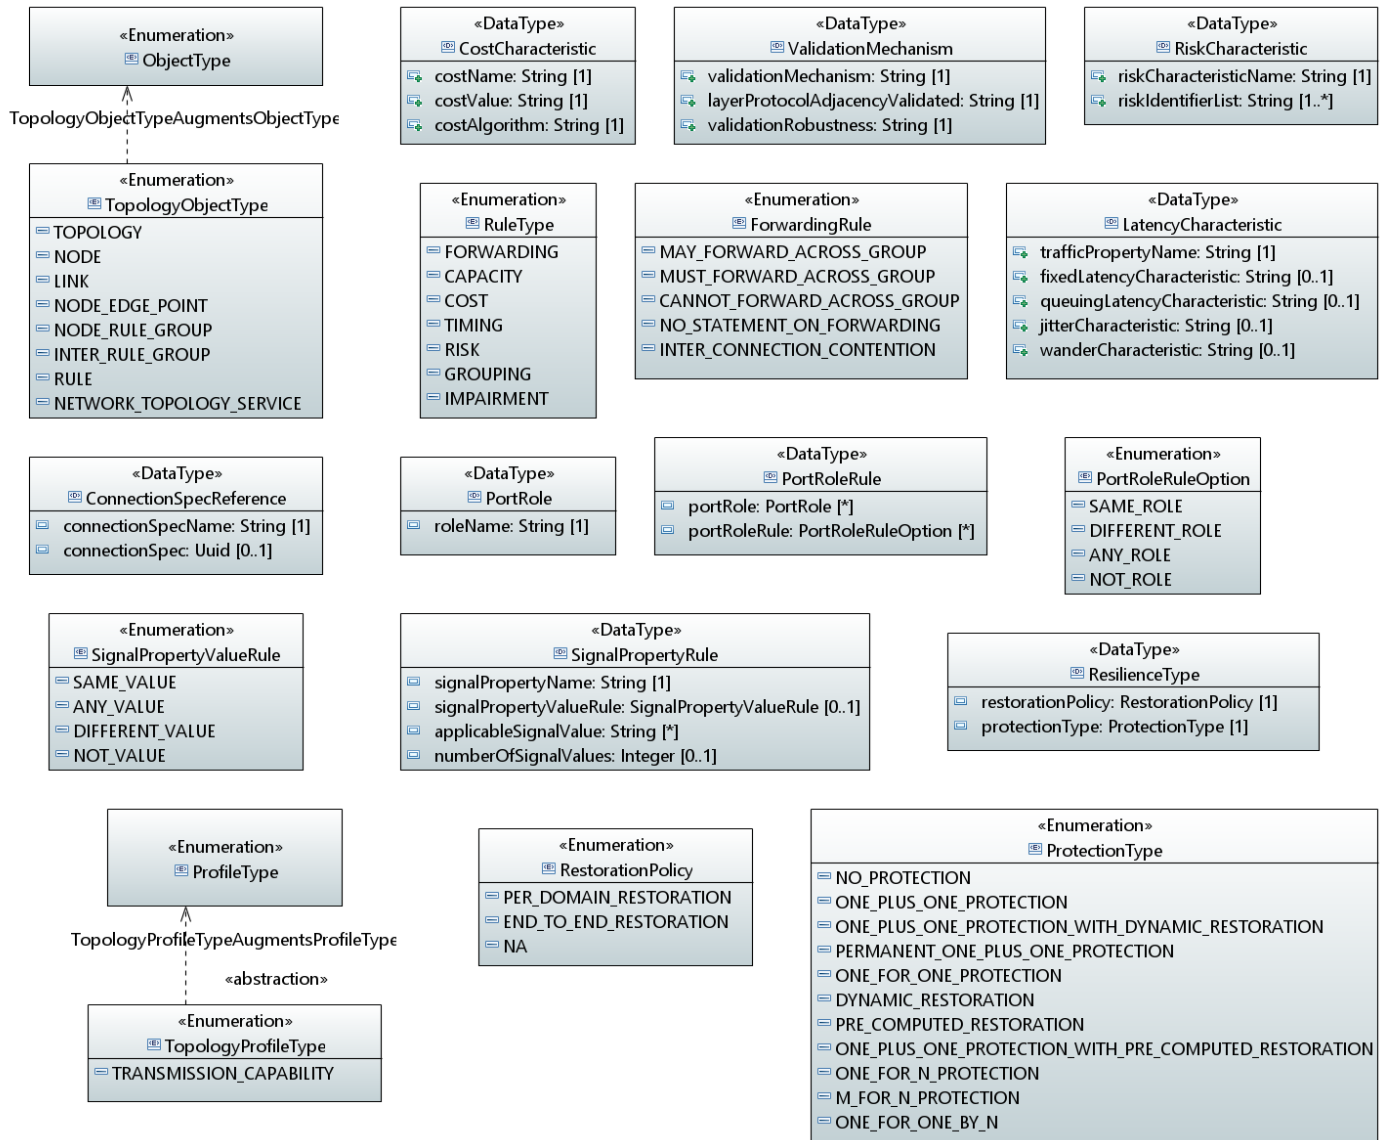 «Enumeration»
ObjectType
TopologyObjectTypeAugmentsObjectType
«Enumeration»
TopologyObjectType
TOPOLOGY
NODE
LINK
NODE_EDGE_POINT
NODE_RULE_GROUP
INTER_RULE_GROUP
RULE
NETWORK_TOPOLOGY_SERVICE
«DataType»
CostCharacteristic
costName: String [1]
costValue: String [1]
costAlgorithm: String [1]
«DataType»
ValidationMechanism
validationMechanism: String [1]
layerProtocolAdjacencyValidated: String [1]
validationRobustness: String [1]
«DataType»
RiskCharacteristic
riskCharacteristicName: String [1]
riskIdentifierList: String [1..*]
«Enumeration»
RuleType
FORWARDING
CAPACITY
COST
TIMING
RISK
GROUPING
IMPAIRMENT
«Enumeration»
ForwardingRule
MAY_FORWARD_ACROSS_GROUP
MUST_FORWARD_ACROSS_GROUP
CANNOT_FORWARD_ACROSS_GROUP
NO_STATEMENT_ON_FORWARDING
INTER_CONNECTION_CONTENTION
«DataType»
LatencyCharacteristic
trafficPropertyName: String [1]
fixedLatencyCharacteristic: String [0..1]
queuingLatencyCharacteristic: String [0..1]
jitterCharacteristic: String [0..1]
wanderCharacteristic: String [0..1]
«DataType»
ConnectionSpecReference
connectionSpecName: String [1]
connectionSpec: Uuid [0..1]
«DataType»
PortRole
roleName: String [1]
«DataType»
PortRoleRule
portRole: PortRole [*]
portRoleRule: PortRoleRuleOption [*]
«Enumeration»
PortRoleRuleOption
SAME_ROLE
DIFFERENT_ROLE
ANY_ROLE
NOT_ROLE
«Enumeration»
SignalPropertyValueRule
SAME_VALUE
ANY_VALUE
DIFFERENT_VALUE
NOT_VALUE
«DataType»
SignalPropertyRule
signalPropertyName: String [1]
signalPropertyValueRule: SignalPropertyValueRule [0..1]
applicableSignalValue: String [*]
numberOfSignalValues: Integer [0..1]
«DataType»
ResilienceType
restorationPolicy: RestorationPolicy [1]
protectionType: ProtectionType [1]
«Enumeration»
ProfileType
TopologyProfileTypeAugmentsProfileType
«abstraction»
«Enumeration»
TopologyProfileType
TRANSMISSION_CAPABILITY
«Enumeration»
RestorationPolicy
PER_DOMAIN_RESTORATION
END_TO_END_RESTORATION
NA
«Enumeration»
ProtectionType
NO_PROTECTION
ONE_PLUS_ONE_PROTECTION
ONE_PLUS_ONE_PROTECTION_WITH_DYNAMIC_RESTORATION
PERMANENT_ONE_PLUS_ONE_PROTECTION
ONE_FOR_ONE_PROTECTION
DYNAMIC_RESTORATION
PRE_COMPUTED_RESTORATION
ONE_PLUS_ONE_PROTECTION_WITH_PRE_COMPUTED_RESTORATION
ONE_FOR_N_PROTECTION
M_FOR_N_PROTECTION
ONE_FOR_ONE_BY_N